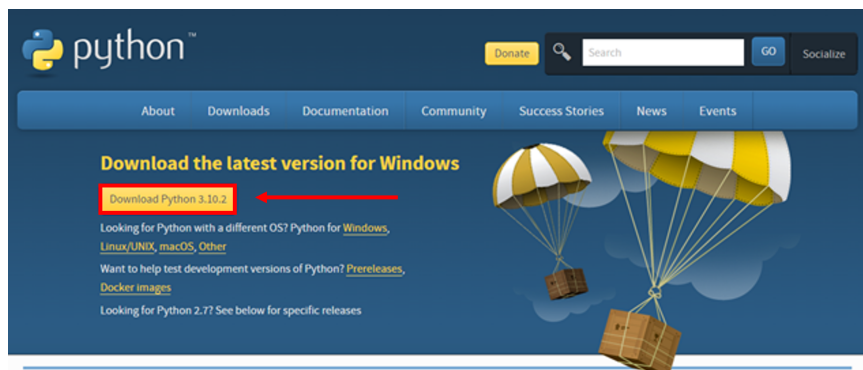 python™
Donate
Search
GO
Socialize
About Downloads Documentation Community Success Stories News Events
Download the latest version for Windows
Download Python 3.10.2
Looking for Python with a different OS? Python for Windows,
Linux/UNIX, macOS, Other
Want to help test development versions of Python? Prereleases,
Docker images
Looking for Python 2.7? See below for specific releases